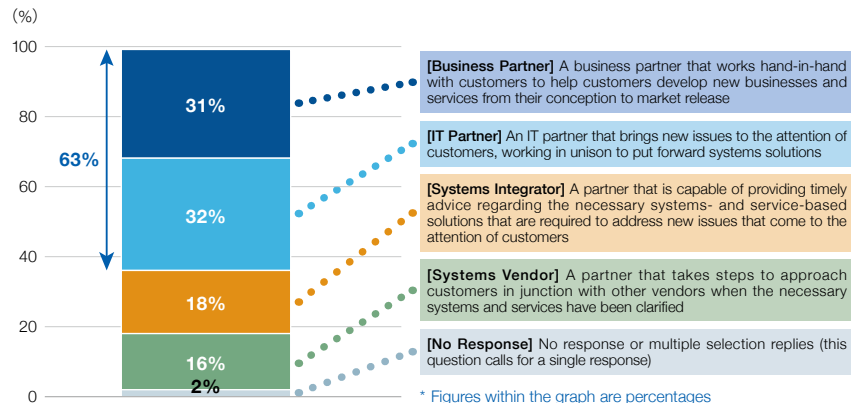 (%)
100
80
60
40
20
0
63%
31%
32%
18%
16%
2%
[Business Partner] A business partner that works hand-in-hand
with customers to help customers develop new businesses and
services from their conception to market release
[IT Partner] An IT partner that brings new issues to the attention of
customers, working in unison to put forward systems solutions
[Systems Integrator] A partner that is capable of providing timely
advice regarding the necessary systems- and service-based
solutions that are required to address new issues that come to the
attention of customers
[Systems Vendor] A partner that takes steps to approach
customers in junction with other vendors when the necessary
systems and services have been clarified
[No Response] No response or multiple selection replies (this
question calls for a single response)
* Figures within the graph are percentages